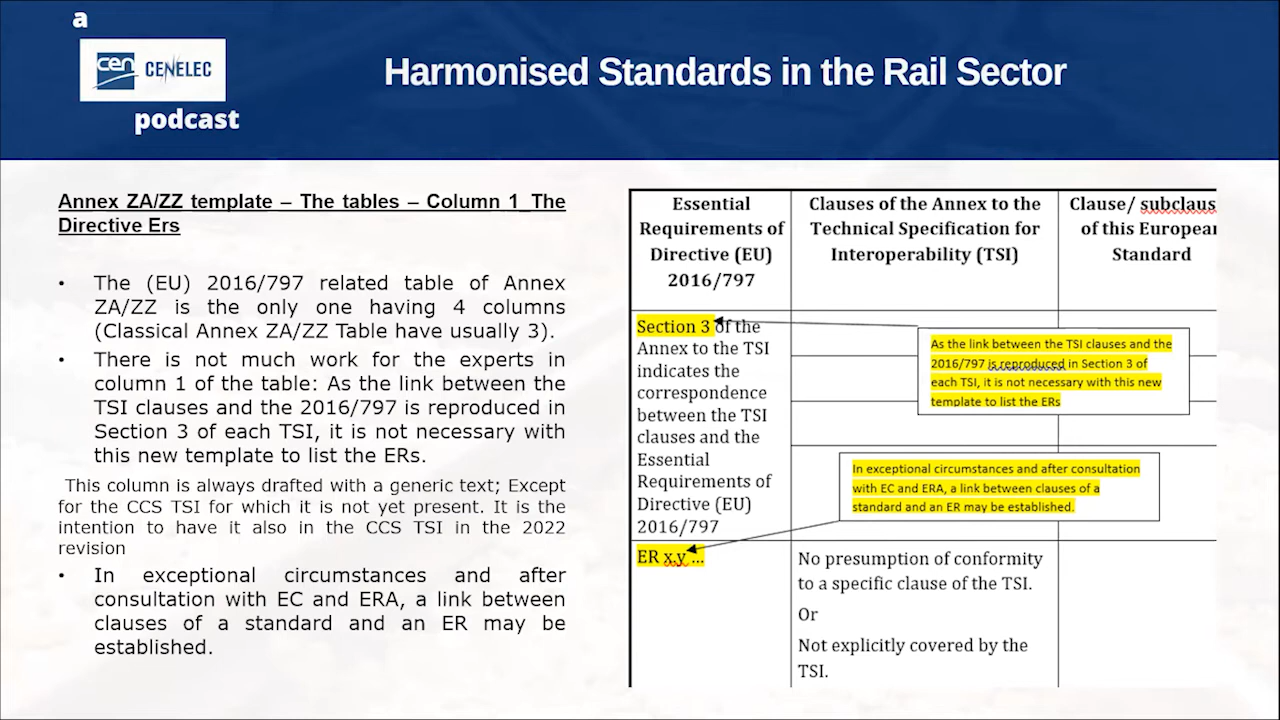 a
cen CENELEC
podcast
Harmonised Standards in the Rail Sector
Annex ZA/ZZ template – The tables – Column 1_The
Directive Ers
• The (EU) 2016/797 related table of Annex
ZA/ZZ is the only one having 4 columns
(Classical Annex ZA/ZZ Table have usually 3).
• There is not much work for the experts in
column 1 of the table: As the link between the
TSI clauses and the 2016/797 is reproduced in
Section 3 of each TSI, it is not necessary with
this new template to list the ERs.
This column is always drafted with a generic text; Except
for the CCS TSI for which it is not yet present. It is the
intention to have it also in the CCS TSI in the 2022
revision
• In exceptional circumstances and after
consultation with EC and ERA, a link between
clauses of a standard and an ER may be
established.
Essential
Requirements of
Directive (EU)
2016/797
Clauses of the Annex to the
Technical Specification for
Interoperability (TSI)
Clause/ subclaus
of this European
Standard
Section 3 of the
Annex to the TSI
indicates the
correspondence
between the TSI
clauses and the
Essential
Requirements of
Directive (EU)
2016/797
As the link between the TSI clauses and the
2016/797 is reproduced in Section 3 of
each TSI, it is not necessary with this new
template to list the ERs
In exceptional circumstances and after consultation
with EC and ERA, a link between clauses of a
standard and an ER may be established.
ER x.y ...
No presumption of conformity
to a specific clause of the TSI.
Or
Not explicitly covered by the
TSI.